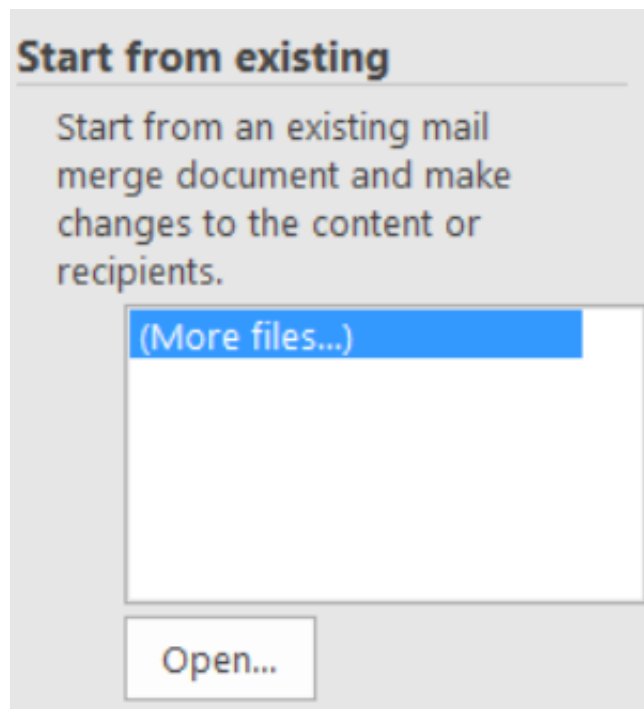 Start from existing
Start from an existing mail
merge document and make
changes to the content or
recipients.
(More files...)
Open...